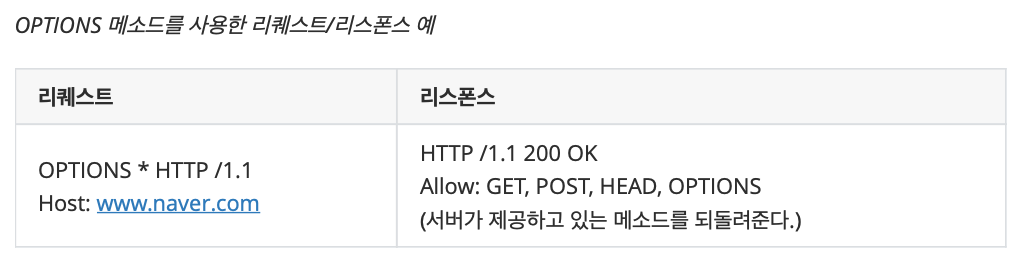 OPTIONS 메소드를 사용한 리퀘스트/리스폰스 예
리퀘스트
리스폰스
OPTIONS * HTTP /1.1
Host: www.naver.com
HTTP /1.1 200 OK
Allow: GET, POST, HEAD, OPTIONS
(서버가 제공하고 있는 메소드를 되돌려준다.)